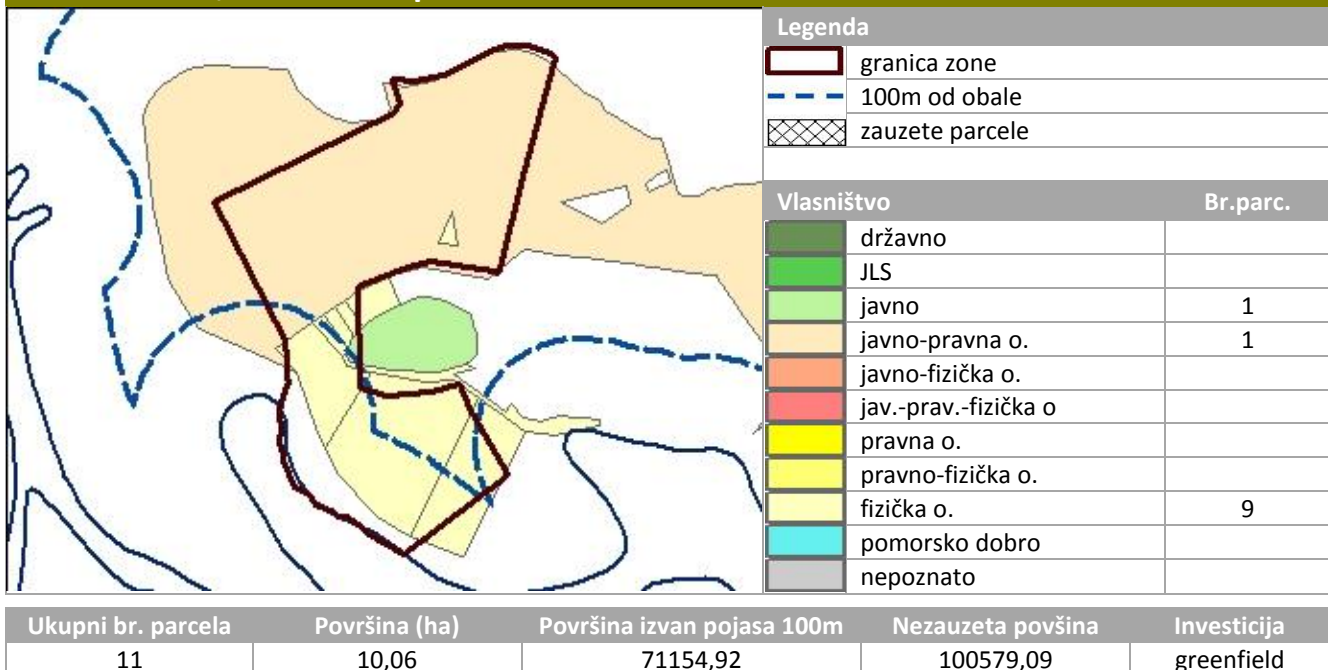 Legenda
granica zone
100m od obale
zauzete parcele
Vlasništvo Br.parc.
državno
JLS
javno 1
javno-pravna o. 1
javno-fizička o.
jav.-prav.-fizička o
pravna o.
pravno-fizička o.
fizička o. 9
pomorsko dobro
nepoznato
Ukupni br. parcela Površina (ha) Površina izvan pojasa 100m Nezauzeta povšina Investicija
11 10,06 71154,92 100579,09 greenfield